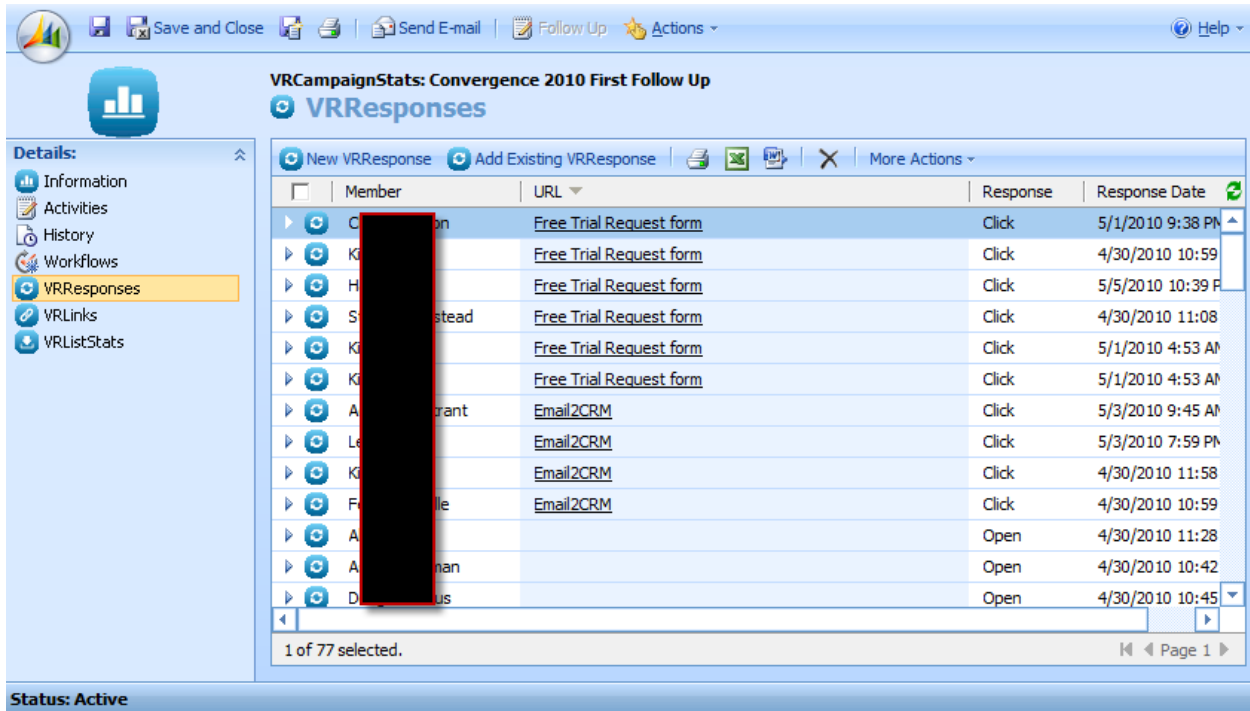 Save and Close Send E-mail Follow Up Actions Help
VRCampaignStats: Convergence 2010 First Follow Up
VRResponses
Details:
Information
Activities
History
Workflows
VRResponses
VRLinks
VRListStats
New VRResponse Add Existing VRResponse More Actions
Member URL Response Response Date
Free Trial Request form Click 5/1/2010 9:38 PM
Free Trial Request form Click 4/30/2010 10:59
Free Trial Request form Click 5/5/2010 10:39 P
Free Trial Request form Click 4/30/2010 11:08
Free Trial Request form Click 5/1/2010 4:53 AM
Free Trial Request form Click 5/1/2010 4:53 AM
Email2CRM Click 5/3/2010 9:45 AM
Email2CRM Click 5/3/2010 7:59 PM
Email2CRM Click 4/30/2010 11:58
Email2CRM Click 4/30/2010 10:59
Open 4/30/2010 11:28
Open 4/30/2010 10:42
Open 4/30/2010 10:45
1 of 77 selected. Page 1
Status: Active